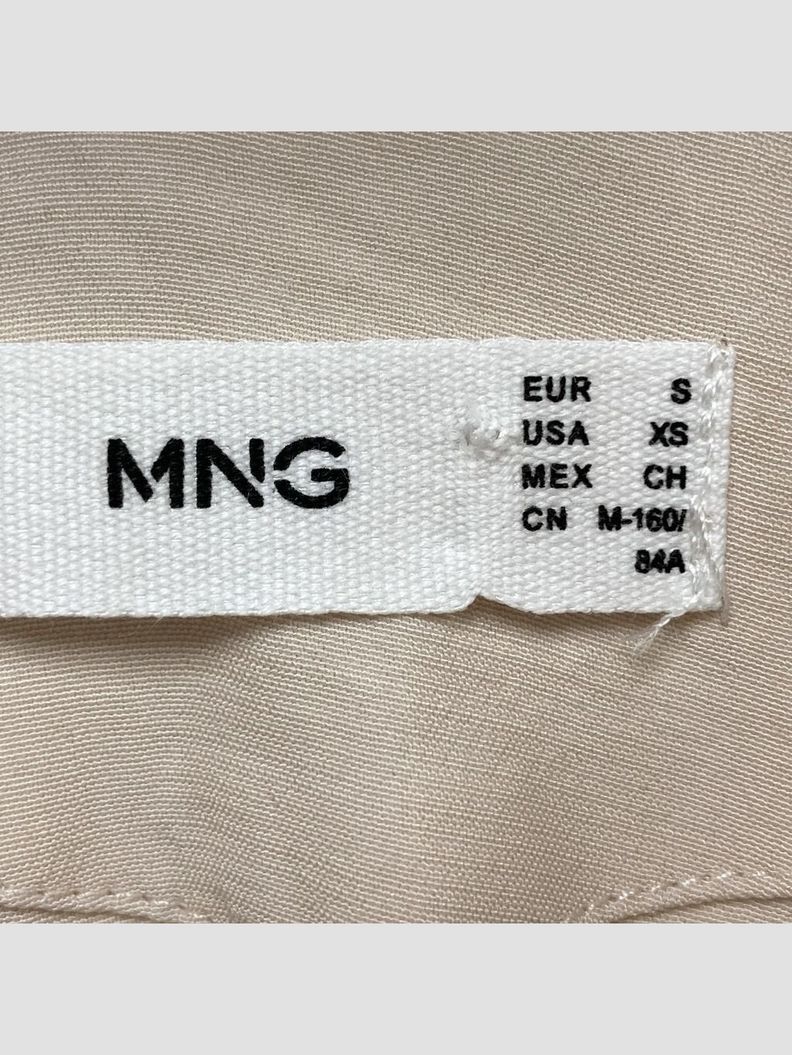 MNG
EUR S
USA XS
MEX CH
CN M-160/
84A